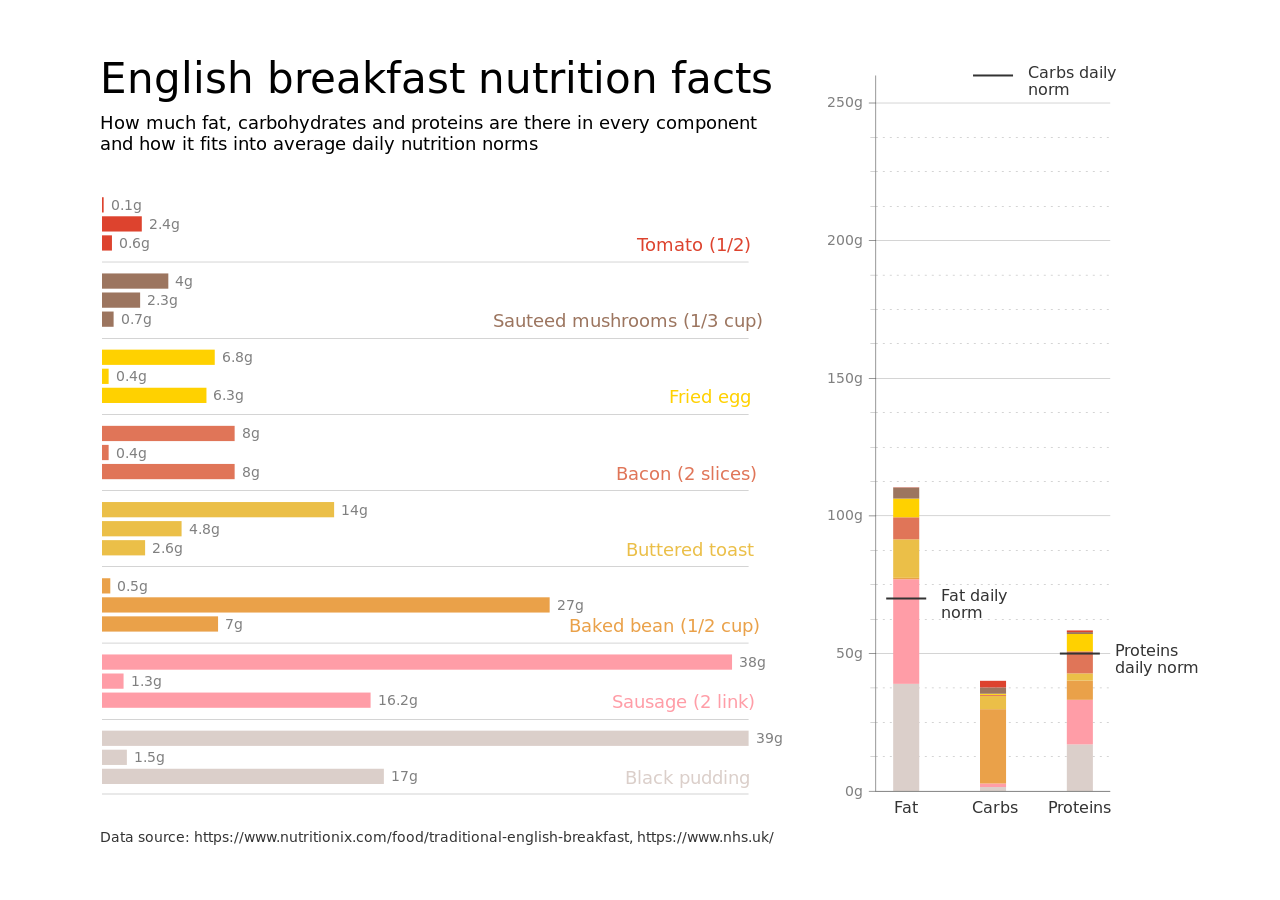 English breakfast nutrition facts
How much fat, carbohydrates and proteins are there in every component
and how it fits into average daily nutrition norms
0.1g
2.4g
0.6g
Tomato (1/2)
4g
2.3g
0.7g
Sauteed mushrooms (1/3 cup)
6.8g
0.4g
6.3g
Fried egg
8g
0.4g
8g
Bacon (2 slices)
14g
4.8g
2.6g
Buttered toast
0.5g
27g
7g
Baked bean (1/2 cup)
38g
1.3g
16.2g
Sausage (2 link)
39g
1.5g
17g
Black pudding
Data source: https://www.nutritionix.com/food/traditional-english-breakfast, https://www.nhs.uk/
Carbs daily
norm
250g
200g
150g
100g
Fat daily
norm
50g
Proteins
daily norm
0g
Fat
Carbs
Proteins